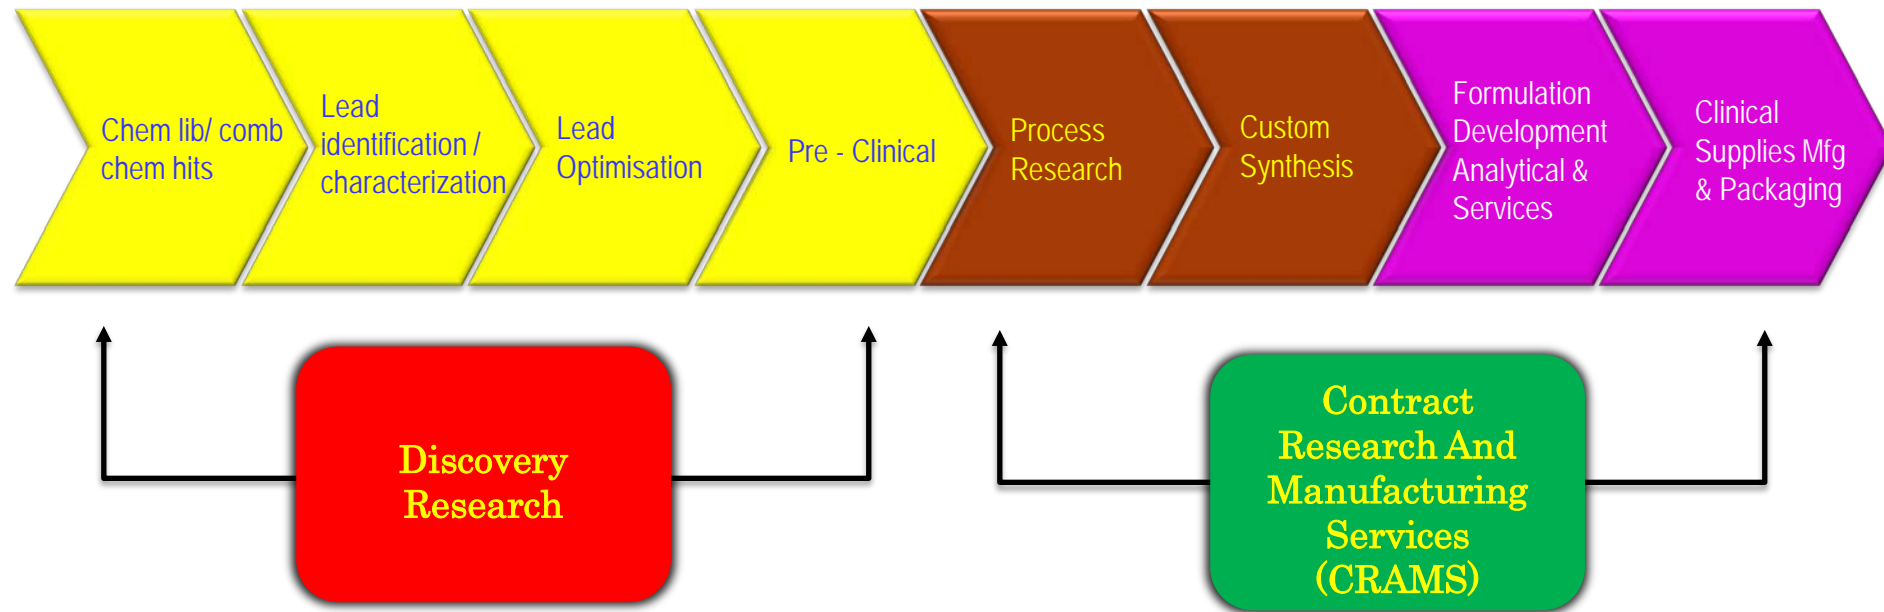 Chem lib/ comb
chem hits
Lead
identification /
characterization
Lead
Optimisation
Pre - Clinical
Process
Research
Custom
Synthesis
Formulation
Development
Analytical &
Services
Clinical
Supplies Mfg
& Packaging
Discovery
Research
Contract
Research And
Manufacturing
Services
(CRAMS)